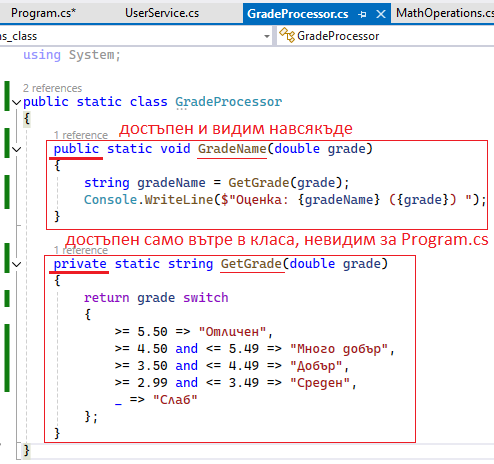 Program.cs* UserService.cs GradeProcessor.cs MathOperations.cs
ns_class GradeProcessor
using System;
2 references
public static class GradeProcessor
{
достъпен и видим навсякъде
1 reference
public static void GradeName(double grade)
{
string gradeName = GetGrade(grade);
Console.WriteLine($"Оценка: {gradeName} ({grade}) ");
}
достъпен само вътре в класа, невидим за Program.cs
1 reference
private static string GetGrade(double grade)
{
return grade switch
{
>= 5.50 => "Отличен",
>= 4.50 and <= 5.49 => "Много добър",
>= 3.50 and <= 4.49 => "Добър",
>= 2.99 and <= 3.49 => "Среден",
_ => "Слаб"
};
}
}